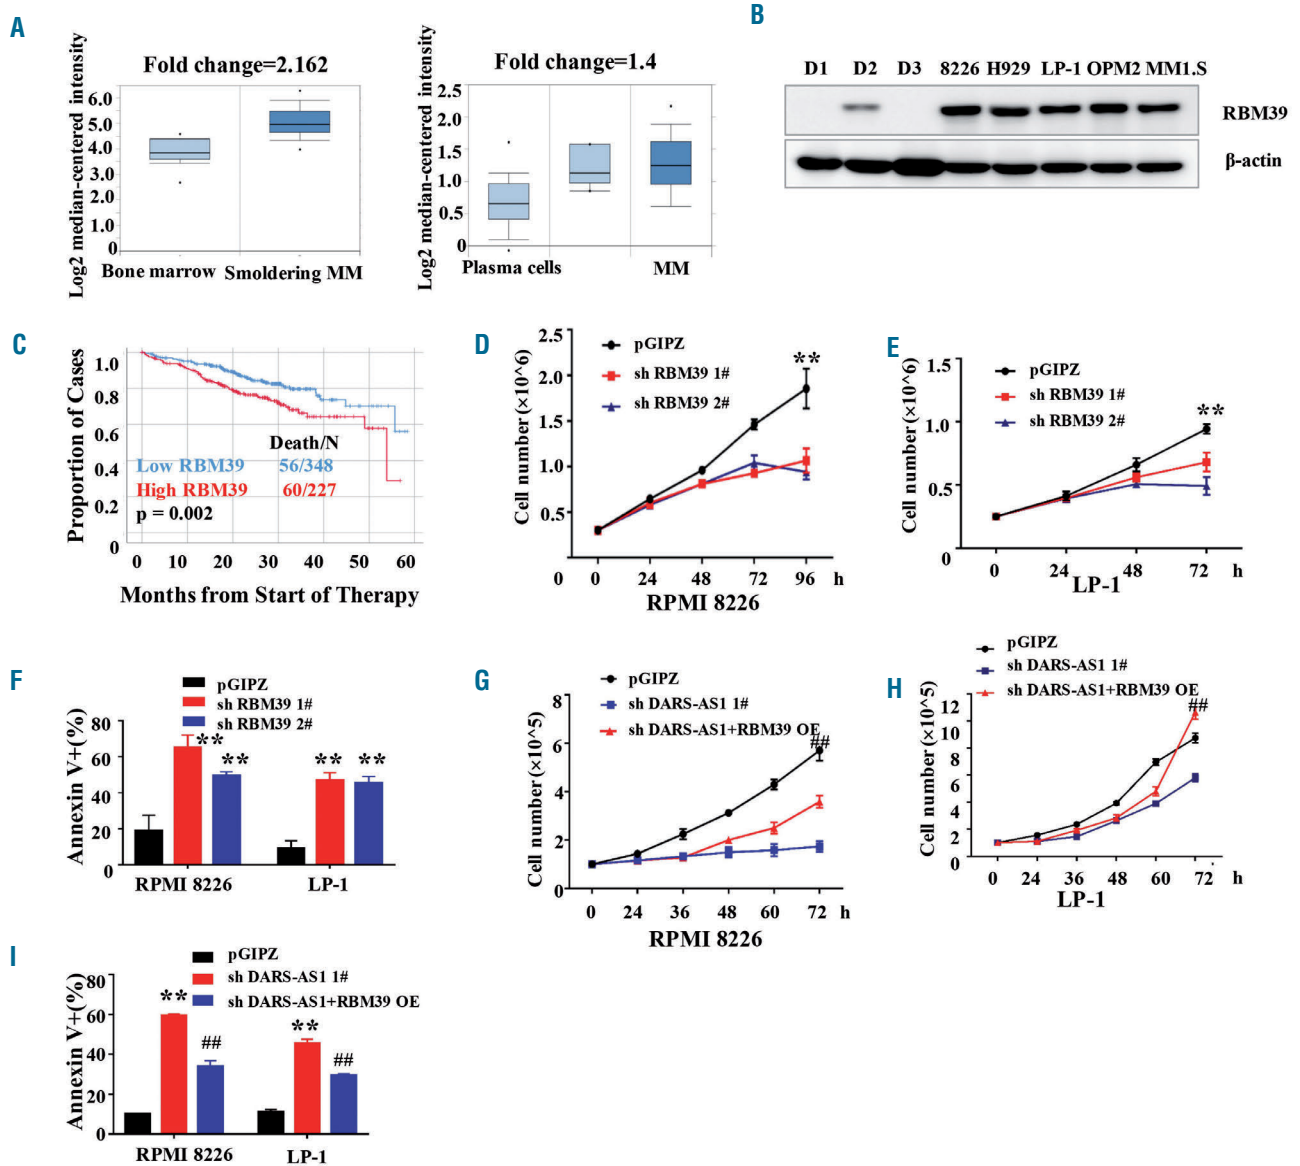 A
Fold change=2.162
Log2 median-centered intensity
6.0
5.0
4.0
3.0
2.0
1.0
0
Bone marrow Smoldering MM
Fold change=1.4
Log2 median-centered intensity
2.5
2.0
1.5
1.0
0.5
0
Plasma cells MM
B
D1 D2 D3 8226 H929 LP-1 OPM2 MM1.S
RBM39
β-actin
C
Proportion of Cases
1.0
0.8
0.6
0.4
0.2
0
Death/N
Low RBM39 56/348
High RBM39 60/227
p = 0.002
0 10 20 30 40 50 60
Months from Start of Therapy
D
pGIPZ
sh RBM39 1#
sh RBM39 2#
**
Cell number (×10^6)
2.5
2.0
1.5
1.0
0.5
0
0 24 48 72 96 h
RPMI 8226
E
pGIPZ
sh RBM39 1#
sh RBM39 2#
**
Cell number (×10^6)
1.5
1.0
0.5
0
0 24 48 72 h
LP-1
F
pGIPZ
sh RBM39 1#
sh RBM39 2#
Annexin V+(%)
80
60
40
20
0
** ** ** **
RPMI 8226 LP-1
G
pGIPZ
sh DARS-AS1 1#
sh DARS-AS1+RBM39 OE
##
Cell number (×10^5)
8
6
4
2
0
0 24 36 48 60 72 h
RPMI 8226
H
pGIPZ
sh DARS-AS1 1#
sh DARS-AS1+RBM39 OE
##
Cell number (×10^5)
12
10
8
6
4
2
0
0 24 36 48 60 72 h
LP-1
I
pGIPZ
sh DARS-AS1 1#
sh DARS-AS1+RBM39 OE
Annexin V+(%)
80
60
40
20
0
** ## ** ##
RPMI 8226 LP-1